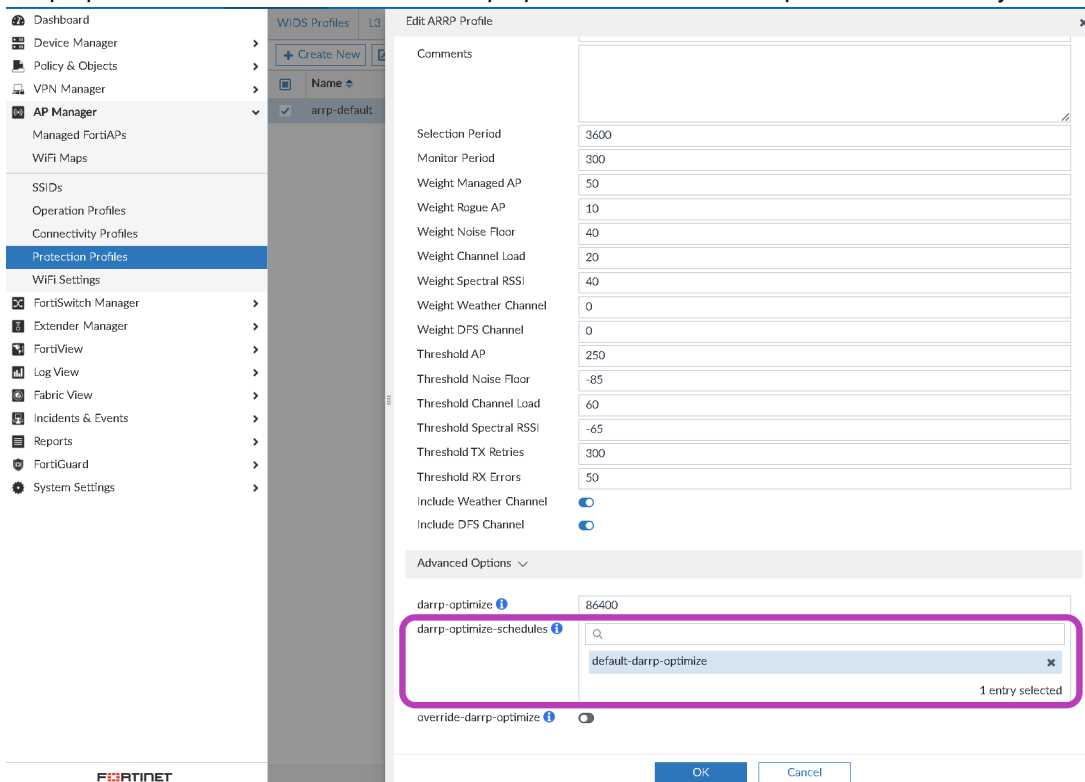 Dashboard
Device Manager
Policy & Objects
VPN Manager
AP Manager
Managed FortiAPs
WiFi Maps
SSIDs
Operation Profiles
Connectivity Profiles
Protection Profiles
WiFi Settings
FortiSwitch Manager
Extender Manager
FortiView
Log View
Fabric View
Incidents & Events
Reports
FortiGuard
System Settings
FORTINET
WIDS Profiles L3
+ Create New
Name
arrp-default
Edit ARRP Profile
Comments
Selection Period 3600
Monitor Period 300
Weight Managed AP 50
Weight Rogue AP 10
Weight Noise Floor 40
Weight Channel Load 20
Weight Spectral RSSI 40
Weight Weather Channel 0
Weight DFS Channel 0
Threshold AP 250
Threshold Noise Floor -85
Threshold Channel Load 60
Threshold Spectral RSSI -65
Threshold TX Retries 300
Threshold RX Errors 50
Include Weather Channel
Include DFS Channel
Advanced Options
darrp-optimize 86400
darrp-optimize-schedules
default-darrp-optimize
1 entry selected
override-darrp-optimize
OK Cancel